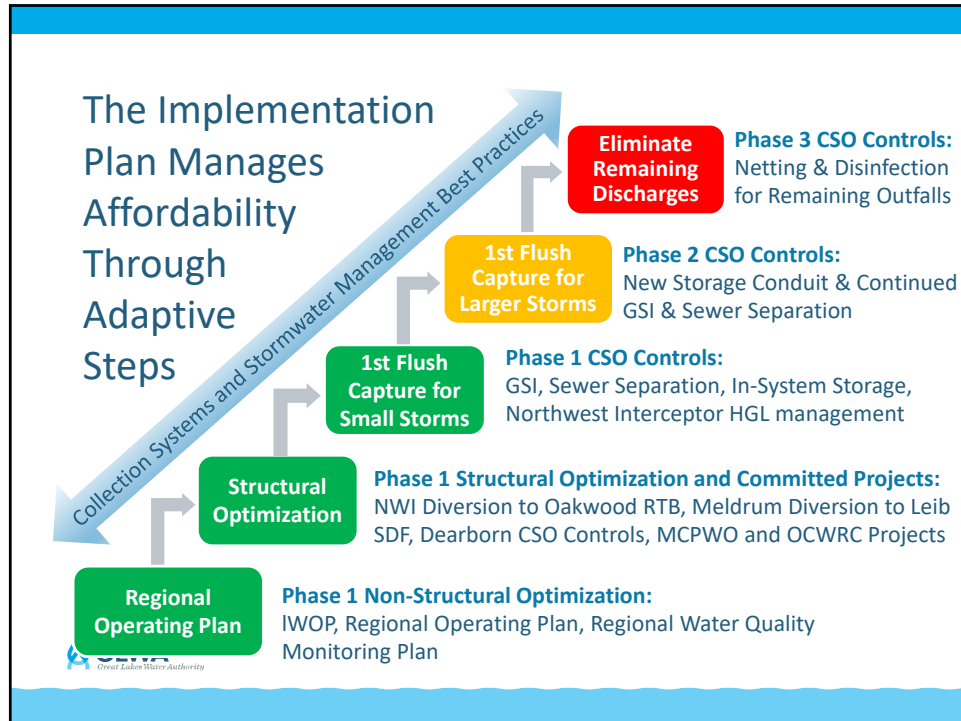 The Implementation
Plan Manages
Affordability
Through
Adaptive
Steps
Collection Systems and Stormwater Management Best Practices
Eliminate
Remaining
Discharges
Phase 3 CSO Controls:
Netting & Disinfection
for Remaining Outfalls
1st Flush
Capture for
Larger Storms
Phase 2 CSO Controls:
New Storage Conduit & Continued
GSI & Sewer Separation
1st Flush
Capture for
Small Storms
Phase 1 CSO Controls:
GSI, Sewer Separation, In-System Storage,
Northwest Interceptor HGL management
Structural
Optimization
Phase 1 Structural Optimization and Committed Projects:
NWI Diversion to Oakwood RTB, Meldrum Diversion to Leib
SDF, Dearborn CSO Controls, MCPWO and OCWRC Projects
Regional
Operating Plan
Phase 1 Non-Structural Optimization:
IWOP, Regional Operating Plan, Regional Water Quality
Monitoring Plan
GLWA
Great Lakes Water Authority